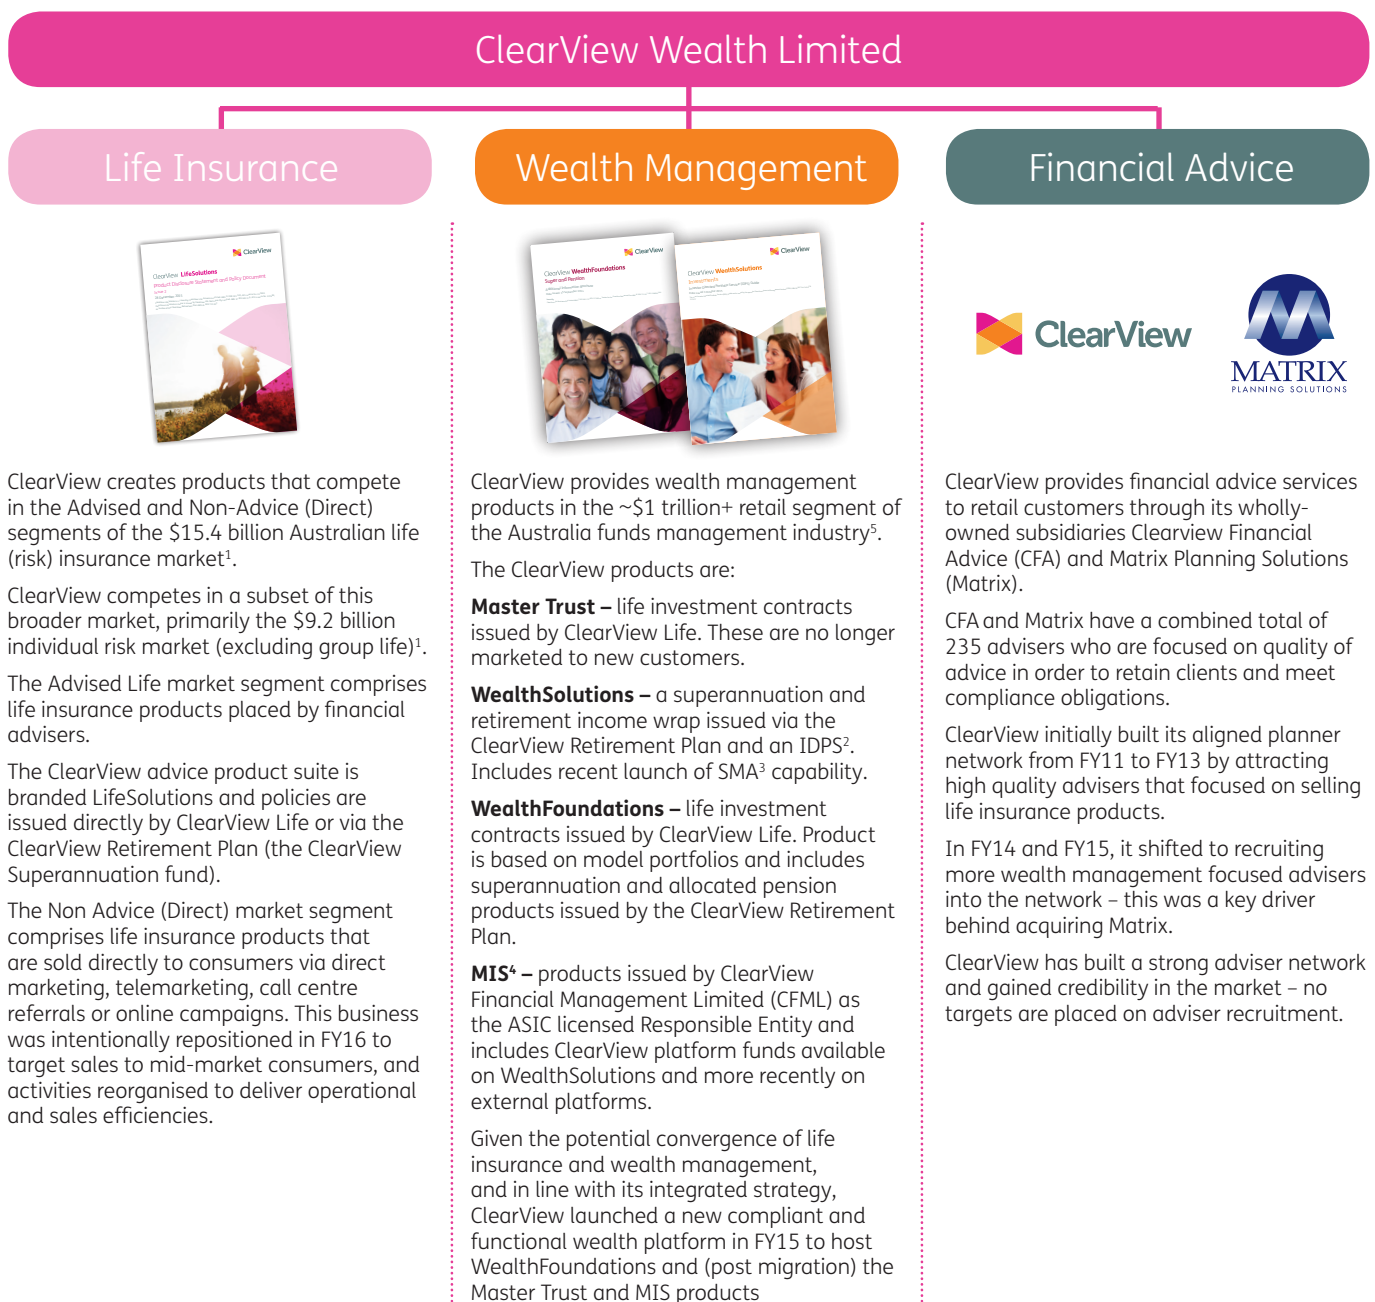 ClearView Wealth Limited
Life Insurance
Wealth Management
Financial Advice
ClearView
ClearView LifeSolutions
Product Disclosure Statement and Policy Document
ClearView
ClearView WealthFoundations
Super and Pension
ClearView
ClearView WealthSolutions
ClearView
MATRIX
PLANNING SOLUTIONS
ClearView creates products that compete
in the Advised and Non-Advice (Direct)
segments of the $15.4 billion Australian life
(risk) insurance market¹.
ClearView competes in a subset of this
broader market, primarily the $9.2 billion
individual risk market (excluding group life)¹.
The Advised Life market segment comprises
life insurance products placed by financial
advisers.
The ClearView advice product suite is
branded LifeSolutions and policies are
issued directly by ClearView Life or via the
ClearView Retirement Plan (the ClearView
Superannuation fund).
The Non Advice (Direct) market segment
comprises life insurance products that
are sold directly to consumers via direct
marketing, telemarketing, call centre
referrals or online campaigns. This business
was intentionally repositioned in FY16 to
target sales to mid-market consumers, and
activities reorganised to deliver operational
and sales efficiencies.
ClearView provides wealth management
products in the ~$1 trillion+ retail segment of
the Australia funds management industry⁵.
The ClearView products are:
Master Trust – life investment contracts
issued by ClearView Life. These are no longer
marketed to new customers.
WealthSolutions – a superannuation and
retirement income wrap issued via the
ClearView Retirement Plan and an IDPS².
Includes recent launch of SMA³ capability.
WealthFoundations – life investment
contracts issued by ClearView Life. Product
is based on model portfolios and includes
superannuation and allocated pension
products issued by the ClearView Retirement
Plan.
MIS⁴ – products issued by ClearView
Financial Management Limited (CFML) as
the ASIC licensed Responsible Entity and
includes ClearView platform funds available
on WealthSolutions and more recently on
external platforms.
Given the potential convergence of life
insurance and wealth management,
and in line with its integrated strategy,
ClearView launched a new compliant and
functional wealth platform in FY15 to host
WealthFoundations and (post migration) the
Master Trust and MIS products
ClearView provides financial advice services
to retail customers through its wholly-
owned subsidiaries Clearview Financial
Advice (CFA) and Matrix Planning Solutions
(Matrix).
CFA and Matrix have a combined total of
235 advisers who are focused on quality of
advice in order to retain clients and meet
compliance obligations.
ClearView initially built its aligned planner
network from FY11 to FY13 by attracting
high quality advisers that focused on selling
life insurance products.
In FY14 and FY15, it shifted to recruiting
more wealth management focused advisers
into the network – this was a key driver
behind acquiring Matrix.
ClearView has built a strong adviser network
and gained credibility in the market – no
targets are placed on adviser recruitment.